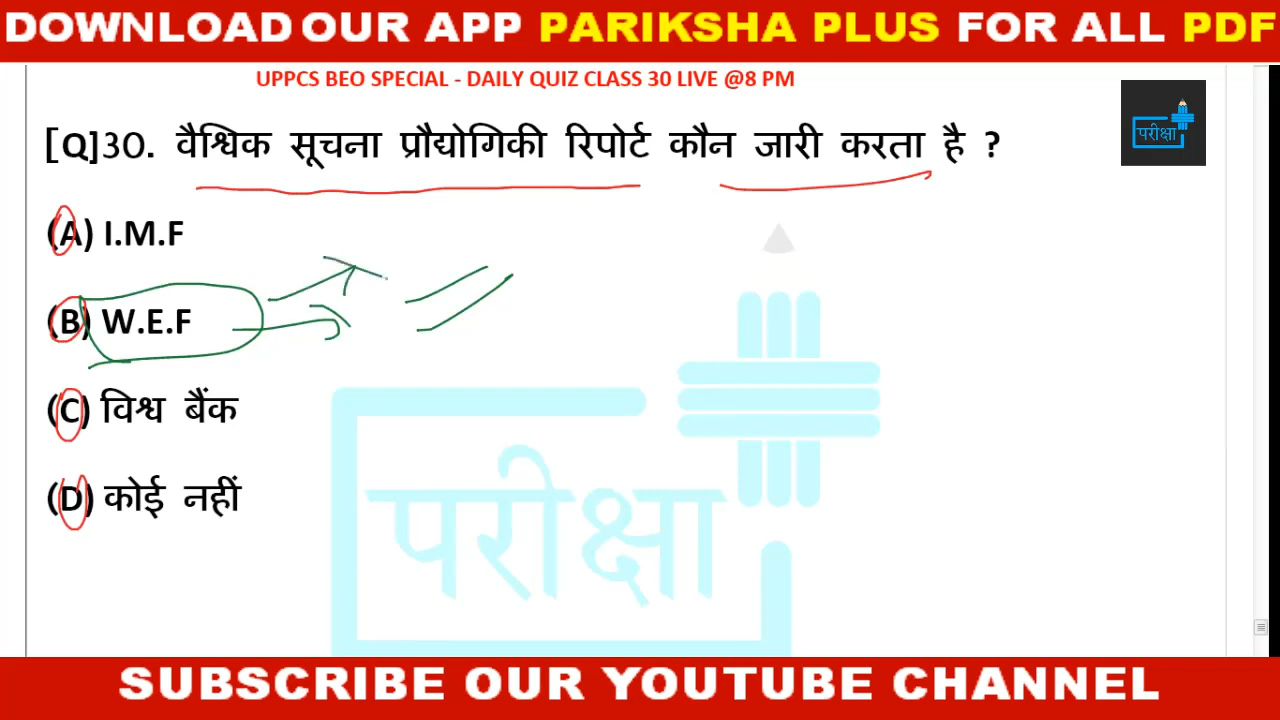 DOWNLOAD OUR APP PARIKSHA PLUS FOR ALL PDF
UPPCS BEO SPECIAL - DAILY QUIZ CLASS 30 LIVE @8 PM
[Q]30. वैश्विक सूचना प्रौद्योगिकी रिपोर्ट कौन जारी करता है ?
परीक्षा
(A) I.M.F
(B) W.E.F
(C) विश्व बैंक
(D) कोई नहीं
परीक्षा
SUBSCRIBE OUR YOUTUBE CHANNEL